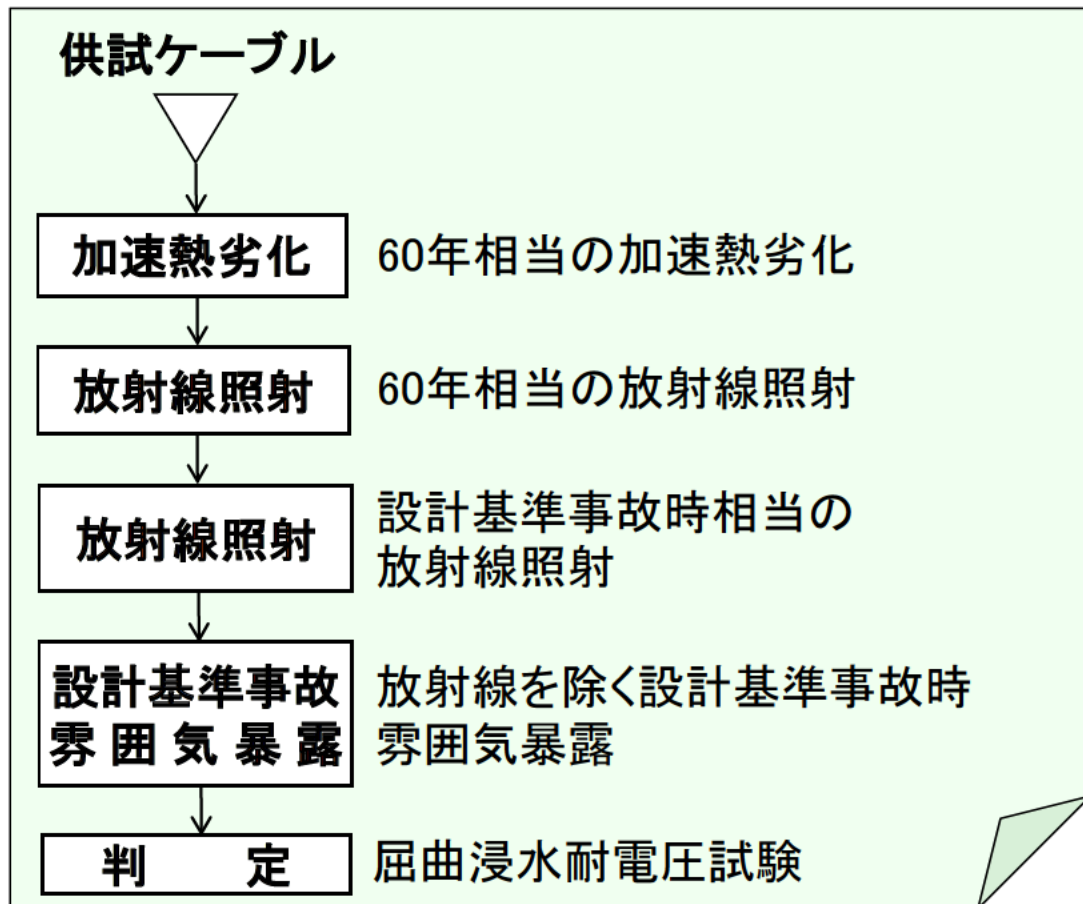 供試ケーブル
加速熱劣化
60年相当の加速熱劣化
放射線照射
60年相当の放射線照射
放射線照射
設計基準事故時相当の
放射線照射
設計基準事故
雰囲気暴露
放射線を除く設計基準事故時
雰囲気暴露
判　定
屈曲浸水耐電圧試験